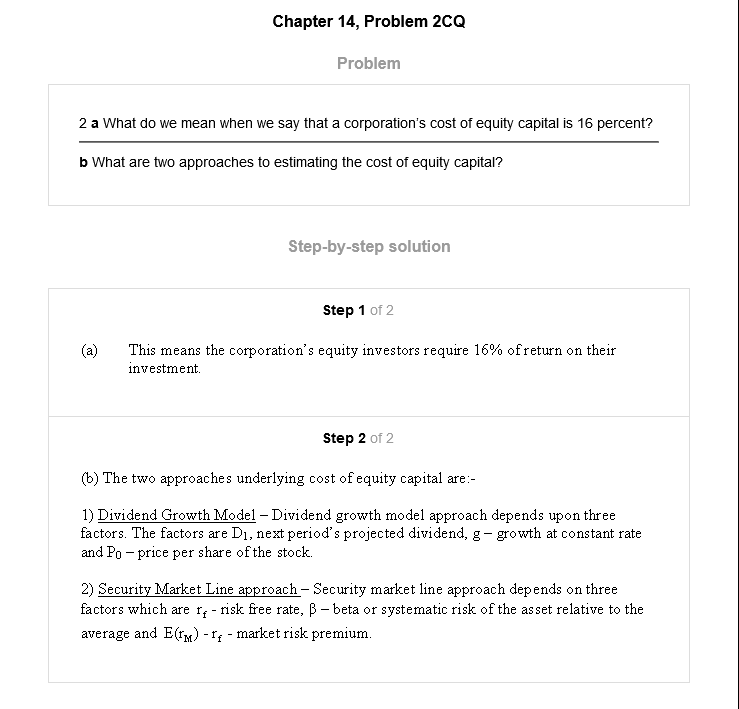 Chapter 14, Problem 2CQ
Problem
2 a What do we mean when we say that a corporation's cost of equity capital is 16 percent?
b What are two approaches to estimating the cost of equity capital?
Step-by-step solution
Step 1 of 2
(a) This means the corporation's equity investors require 16% of return on their
investment.
Step 2 of 2
(b) The two approaches underlying cost of equity capital are:-
1) Dividend Growth Model – Dividend growth model approach depends upon three
factors. The factors are D₁, next period's projected dividend, g – growth at constant rate
and P₀ – price per share of the stock.
2) Security Market Line approach – Security market line approach depends on three
factors which are r_f - risk free rate, β – beta or systematic risk of the asset relative to the
average and E(r_M) - r_f - market risk premium.